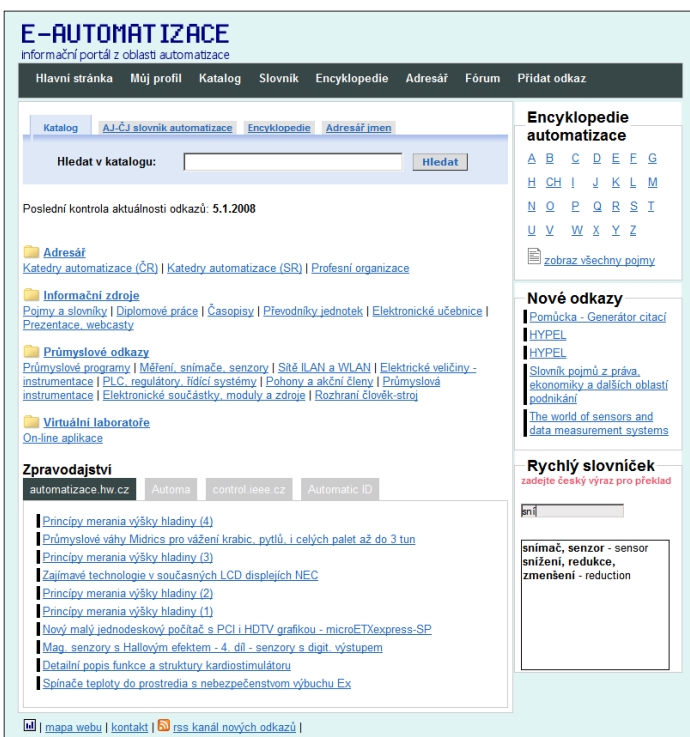 E-AUTOMATIZACE
informační portál z oblasti automatizace
Hlavní stránka Můj profil Katalog Slovník Encyklopedie Adresář Fórum Přidat odkaz
Katalog AJ-ČJ slovník automatizace Encyklopedie Adresář jmen
Hledat v katalogu: Hledat
Poslední kontrola aktuálnosti odkazů: 5.1.2008
Adresář
Katedry automatizace (ČR) | Katedry automatizace (SR) | Profesní organizace
Informační zdroje
Pojmy a slovníky | Diplomové práce | Časopisy | Převodníky jednotek | Elektronické učebnice |
Prezentace, webcasty
Průmyslové odkazy
Průmyslové programy | Měření, snímače, senzory | Sítě lLAN a WLAN | Elektrické veličiny -
instrumentace | PLC, regulátory, řídící systémy | Pohony a akční členy | Průmyslová
instrumentace | Elektronické součástky, moduly a zdroje | Rozhraní člověk-stroj
Virtuální laboratoře
On-line aplikace
Zpravodajství
automatizace.hw.cz Automa control.ieee.cz Automatic ID
Princípy merania výšky hladiny (4)
Průmyslové váhy Midrics pro vážení krabic, pytlů, i celých palet až do 3 tun
Princípy merania výšky hladiny (3)
Zajímavé technologie v současných LCD displejích NEC
Princípy merania výšky hladiny (2)
Princípy merania výšky hladiny (1)
Nový malý jednodeskový počítač s PCI i HDTV grafikou - microETXexpress-SP
Mag. senzory s Hallovým efektem - 4. díl - senzory s digit. výstupem
Detailní popis funkce a struktury kardiostimulátoru
Spínače teploty do prostredia s nebezpečenstvom výbuchu Ex
| mapa webu | kontakt | rss kanál nových odkazů |
Encyklopedie
automatizace
A B C D E F G
H CH I J K L M
N O P Q R S T
U V W X Y Z
zobraz všechny pojmy
Nové odkazy
Pomůcka - Generátor citací
HYPEL
HYPEL
Slovník pojmů z práva,
ekonomiky a dalších oblastí
podnikání
The world of sensors and
data measurement systems
Rychlý slovníček
zadejte český výraz pro překlad
sní
snímač, senzor - sensor
snížení, redukce,
zmenšení - reduction